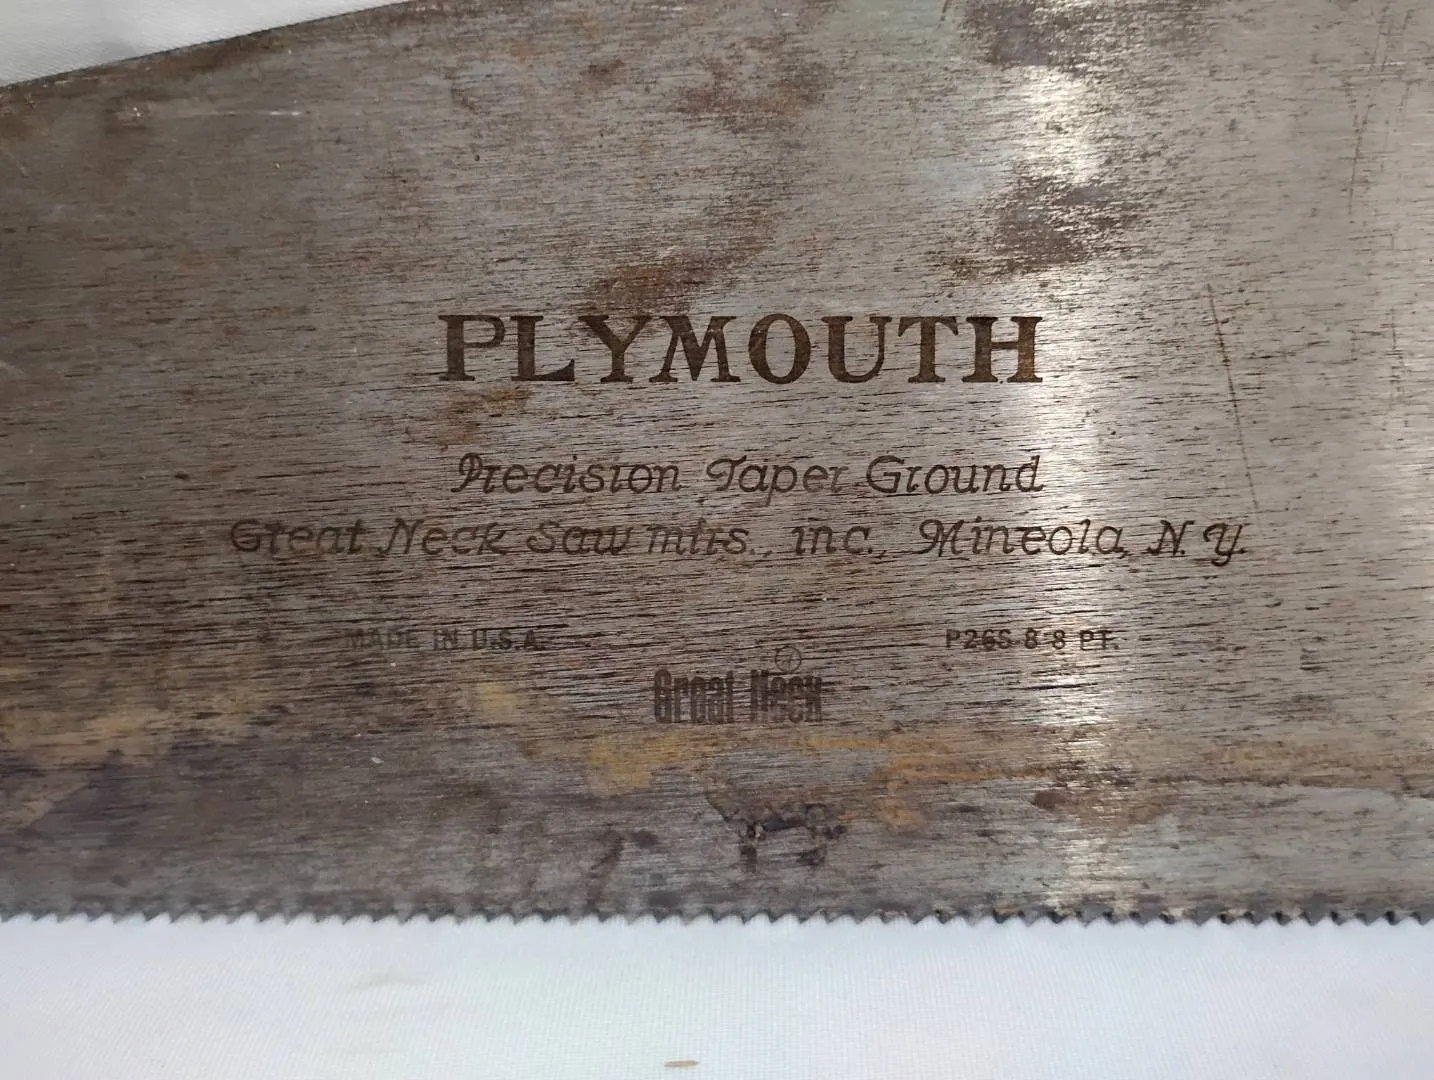 PLYMOUTH
Precision Taper Ground
Great Neck Saw mfrs., inc., Mineola, N.Y.
MADE IN U.S.A. P26S-8 8 PT.
Great Neck